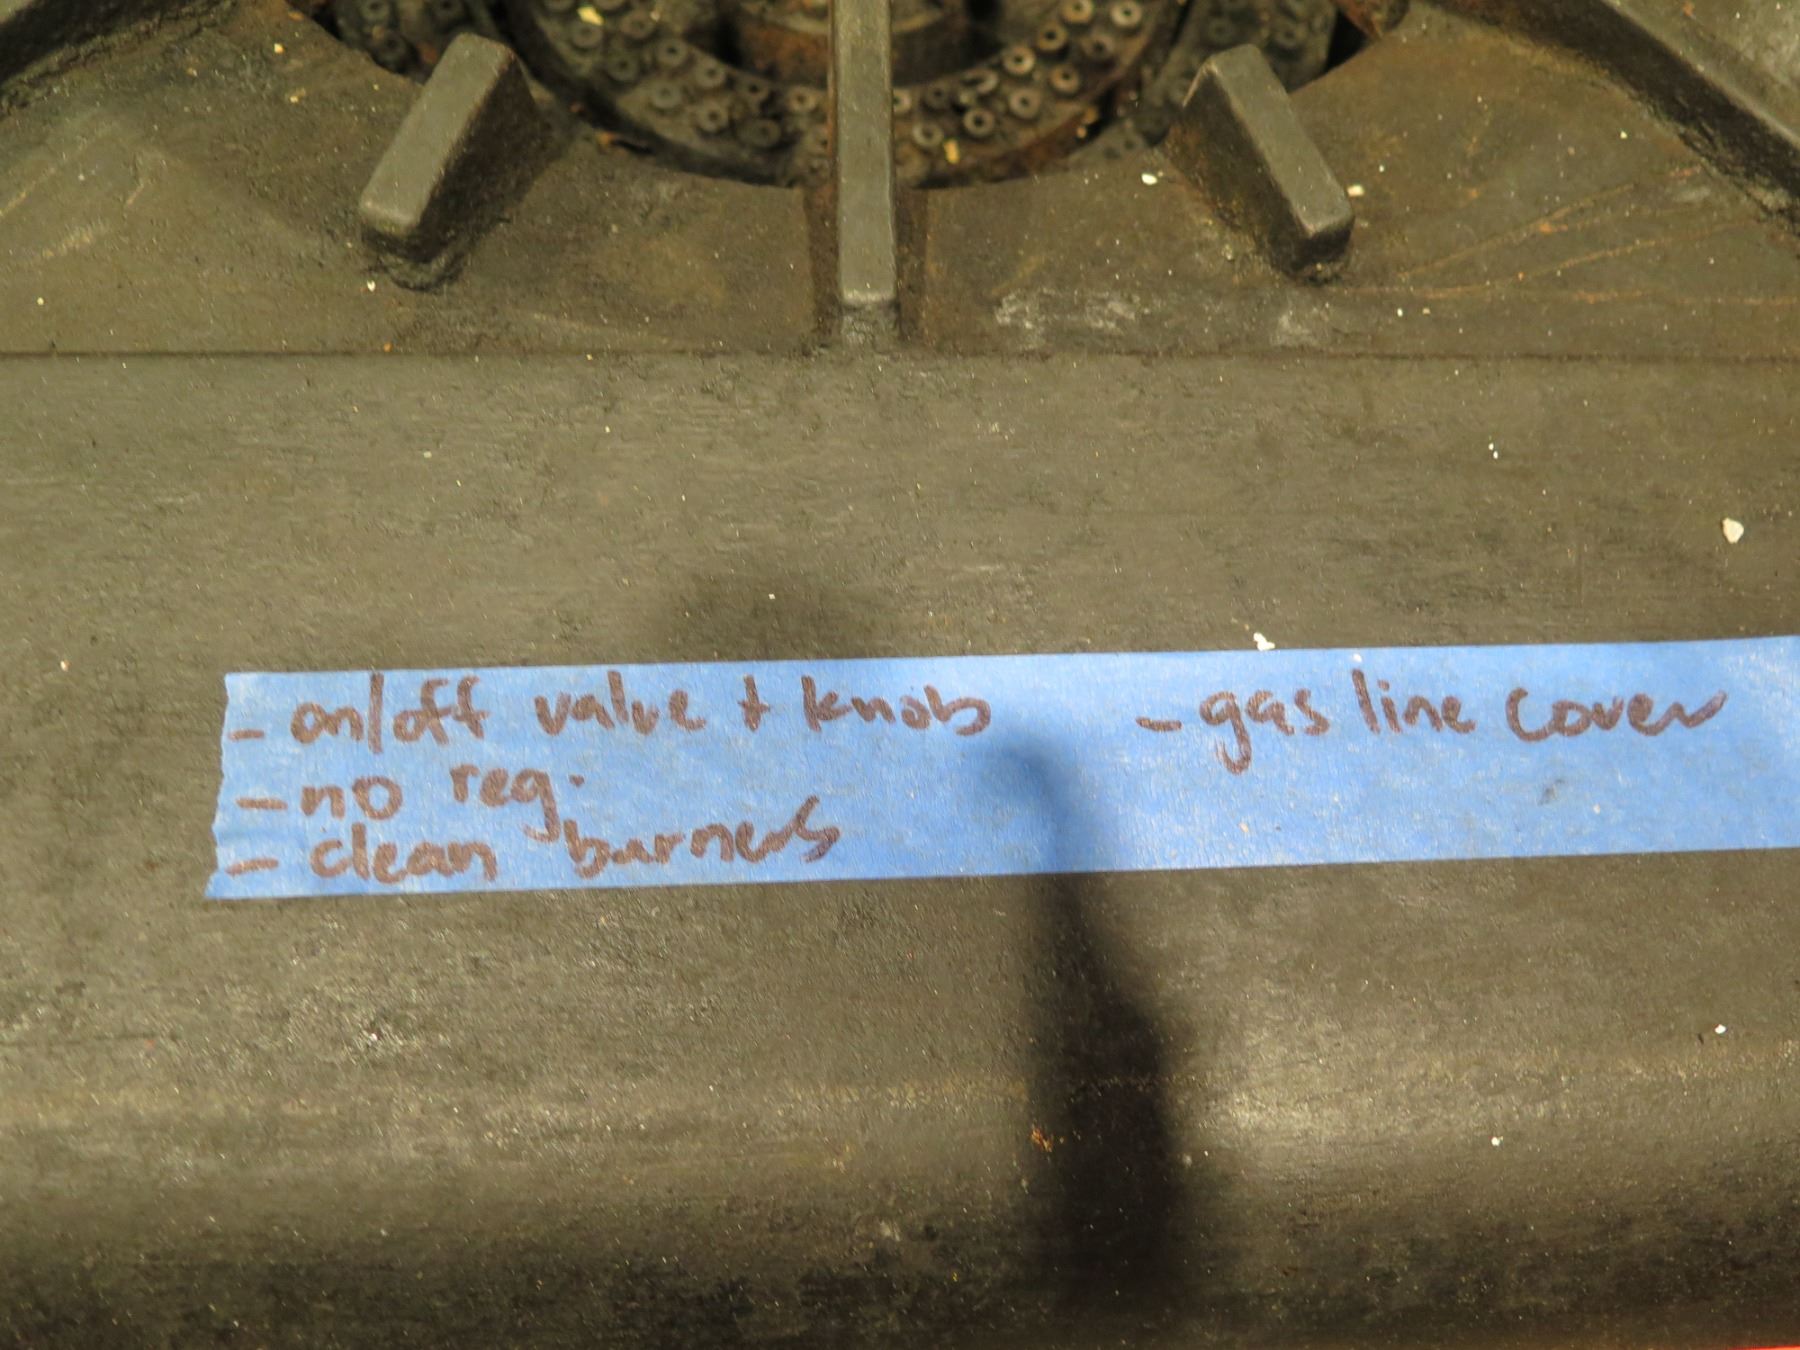 - on/off valve + knob
- no reg.
- clean burners
- gas line cover